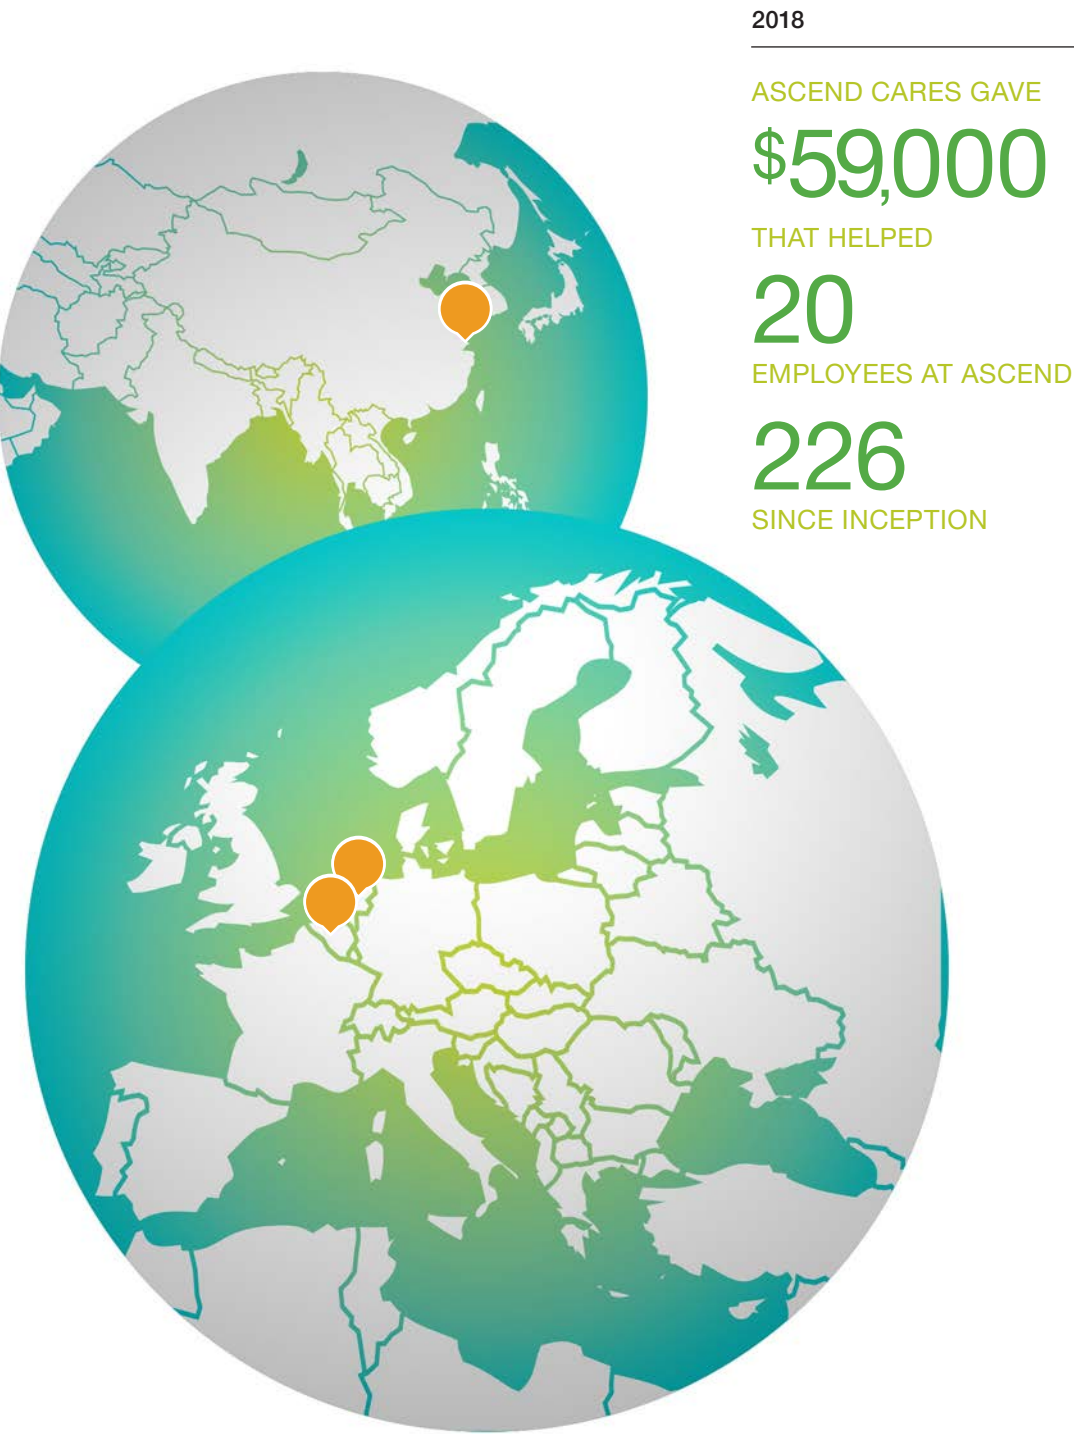 2018
ASCEND CARES GAVE
$59,000
THAT HELPED
20
EMPLOYEES AT ASCEND
226
SINCE INCEPTION